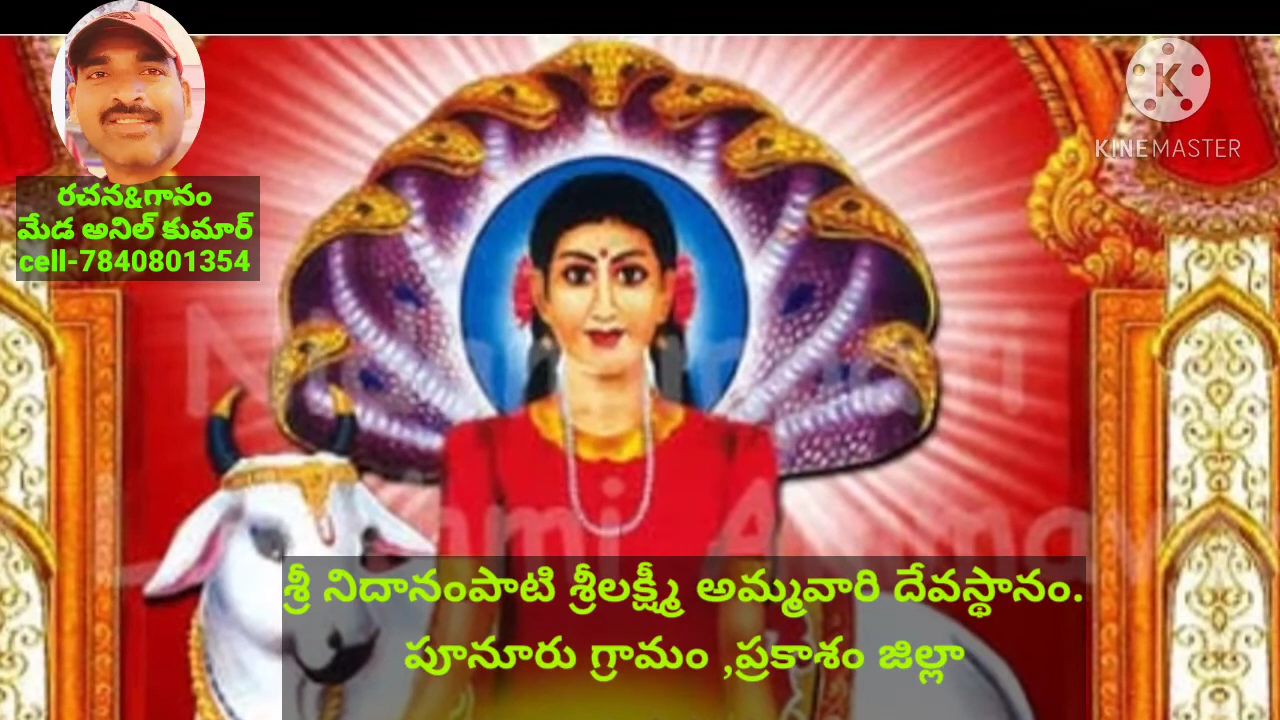 రచన&గానం
మేడ అనిల్ కుమార్
cell-7840801354
KINEMASTER
శ్రీ నిదానంపాటి శ్రీలక్ష్మీ అమ్మవారి దేవస్థానం.
పూనూరు గ్రామం ,ప్రకాశం జిల్లా